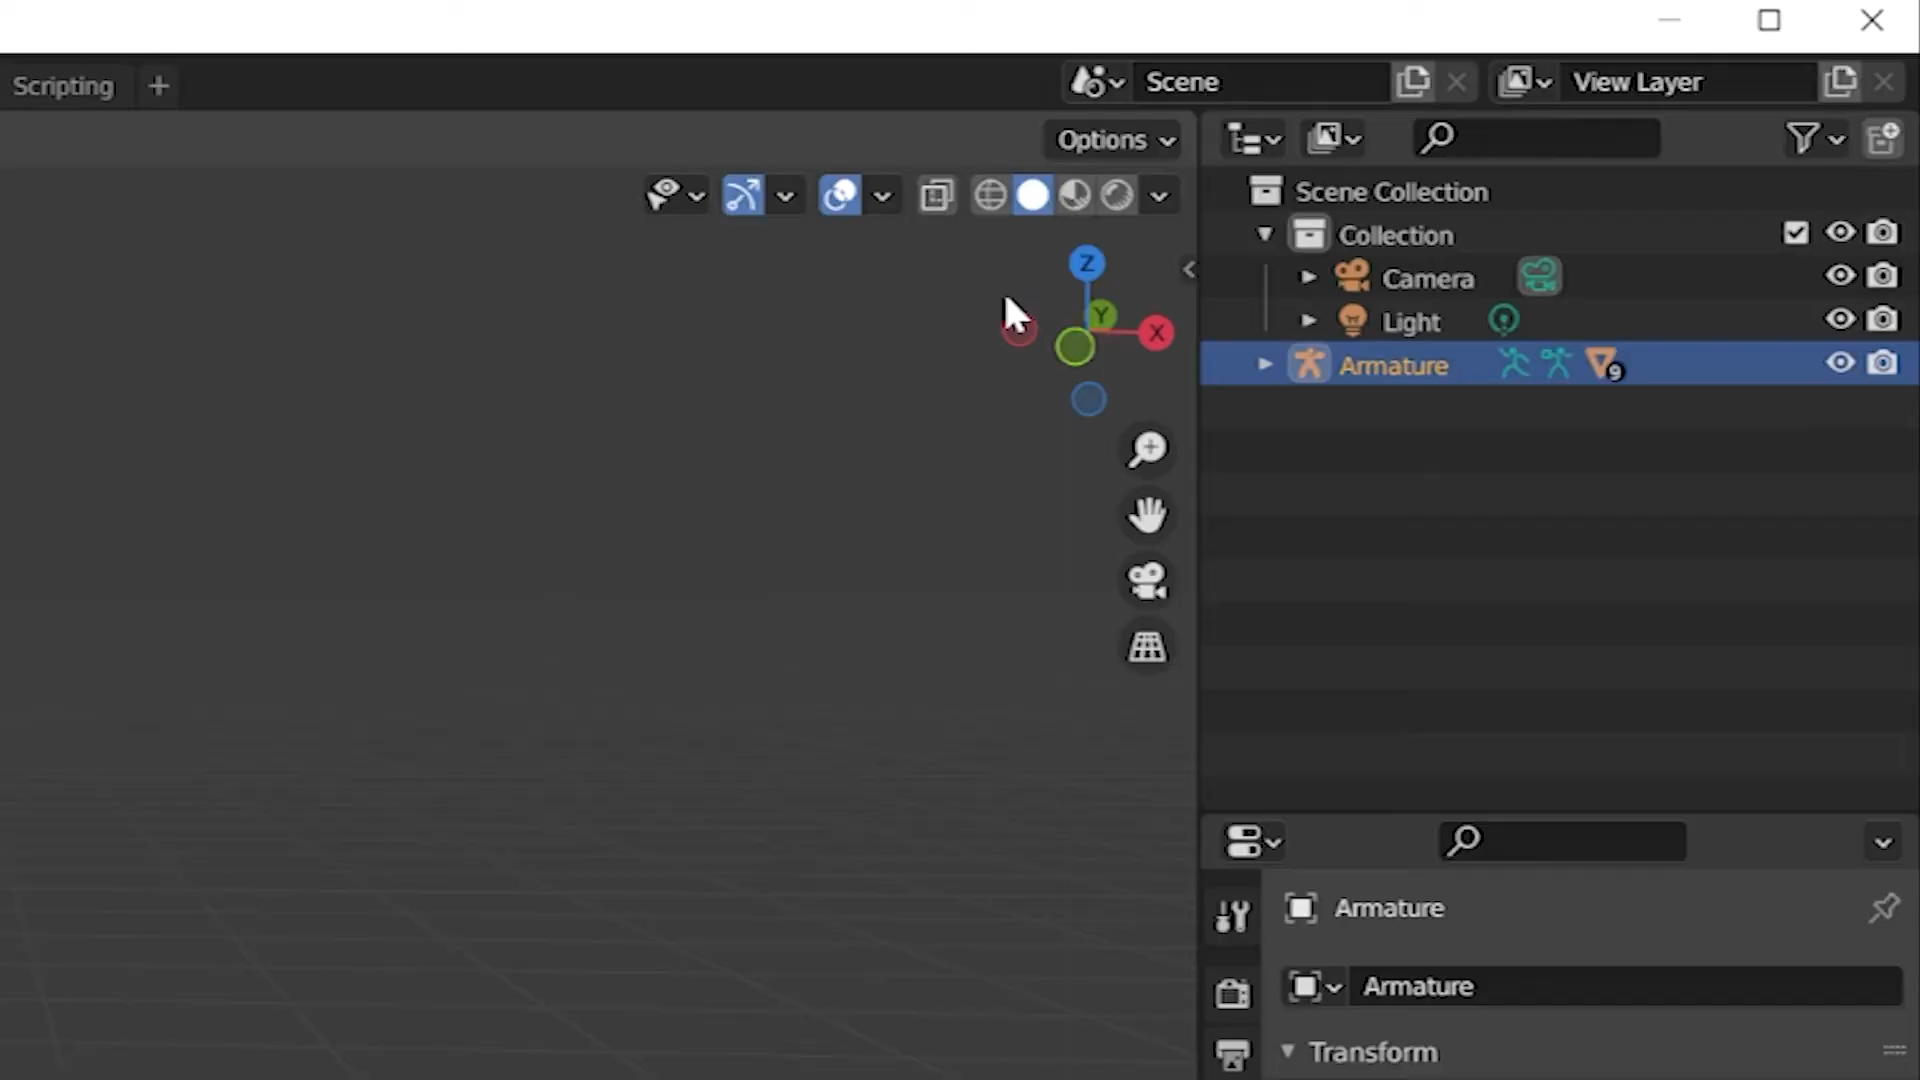 Scripting
Scene
View Layer
Options
Scene Collection
Collection
Camera
Light
Armature
9
Z
Y
X
Armature
Armature
Transform